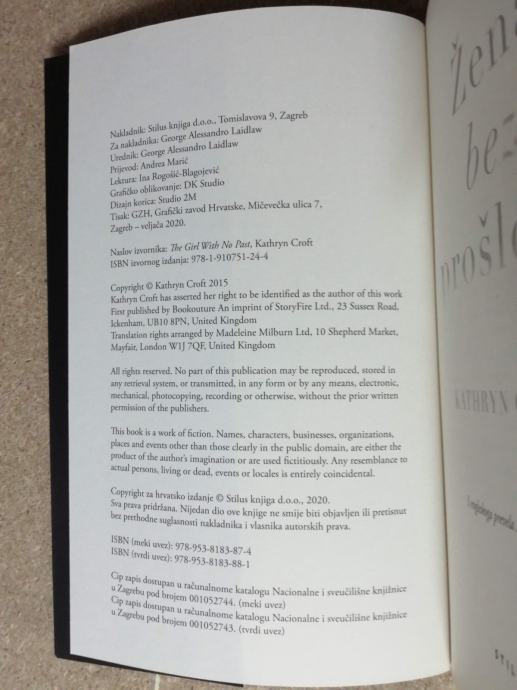 Nakladnik: Stilus knjiga d.o.o., Tomislavova 9, Zagreb
Za nakladnika: George Alessandro Laidlaw
Urednik: George Alessandro Laidlaw
Prijevod: Andrea Marić
Lektura: Ina Rogošić-Blagojević
Grafičko oblikovanje: DK Studio
Dizajn korica: Studio 2M
Tisak: GZH, Grafički zavod Hrvatske, Mičevečka ulica 7,
Zagreb – veljača 2020.
Naslov izvornika: The Girl With No Past, Kathryn Croft
ISBN izvornog izdanja: 978-1-910751-24-4
Copyright © Kathryn Croft 2015
Kathryn Croft has asserted her right to be identified as the author of this work
First published by Bookouture An imprint of StoryFire Ltd., 23 Sussex Road,
Ickenham, UB10 8PN, United Kingdom
Translation rights arranged by Madeleine Milburn Ltd, 10 Shepherd Market,
Mayfair, London W1J 7QF, United Kingdom
All rights reserved. No part of this publication may be reproduced, stored in
any retrieval system, or transmitted, in any form or by any means, electronic,
mechanical, photocopying, recording or otherwise, without the prior written
permission of the publishers.
This book is a work of fiction. Names, characters, businesses, organizations,
places and events other than those clearly in the public domain, are either the
product of the author's imagination or are used fictitiously. Any resemblance to
actual persons, living or dead, events or locales is entirely coincidental.
Copyright za hrvatsko izdanje © Stilus knjiga d.o.o., 2020.
Sva prava pridržana. Nijedan dio ove knjige ne smije biti objavljen ili pretisnut
bez prethodne suglasnosti nakladnika i vlasnika autorskih prava.
ISBN (meki uvez): 978-953-8183-87-4
ISBN (tvrdi uvez): 978-953-8183-88-1
Cip zapis dostupan u računalnome katalogu Nacionalne i sveučilišne knjižnice
u Zagrebu pod brojem 001052744. (meki uvez)
Cip zapis dostupan u računalnome katalogu Nacionalne i sveučilišne knjižnice
u Zagrebu pod brojem 001052743. (tvrdi uvez)
Žena
bez
prošlo
KATHRYN
S engleskoga prevela